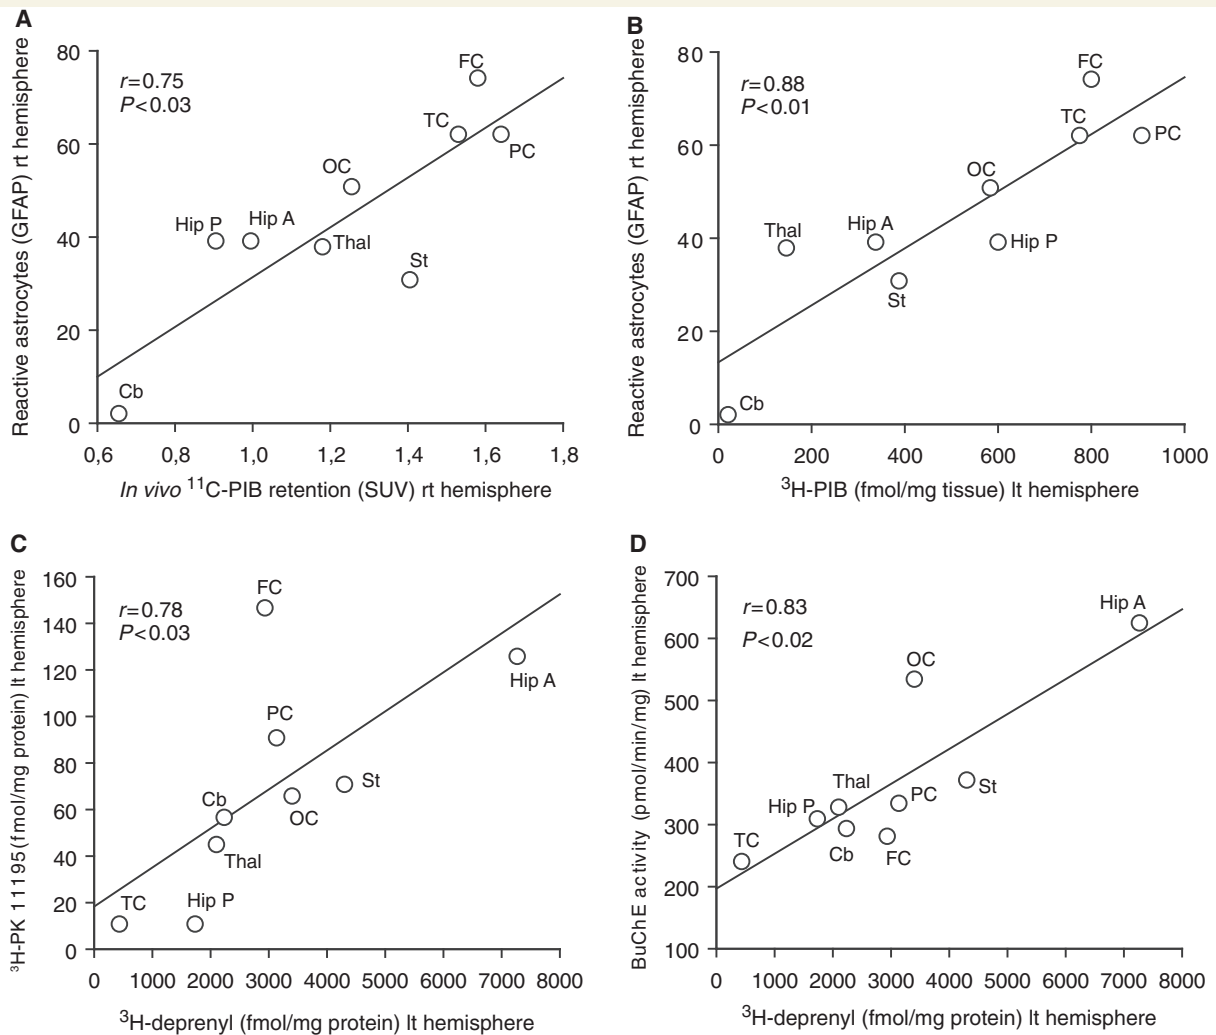 A
Reactive astrocytes (GFAP) rt hemisphere
r=0.75
P<0.03
80
60
40
20
0
FC
TC
PC
OC
Hip P
Hip A
Thal
St
Cb
0,6 0,8 1,0 1,2 1,4 1,6 1,8
In vivo ¹¹C-PIB retention (SUV) rt hemisphere
B
Reactive astrocytes (GFAP) rt hemisphere
r=0.88
P<0.01
80
60
40
20
0
FC
TC
PC
OC
Thal
Hip A
Hip P
St
Cb
0 200 400 600 800 1000
³H-PIB (fmol/mg tissue) lt hemisphere
C
³H-PK 11195 (fmol/mg protein) lt hemisphere
r=0.78
P<0.03
160
140
120
100
80
60
40
20
0
FC
Hip A
PC
St
Cb
OC
Thal
TC
Hip P
0 1000 2000 3000 4000 5000 6000 7000 8000
³H-deprenyl (fmol/mg protein) lt hemisphere
D
BuChE activity (pmol/min/mg) lt hemisphere
r=0.83
P<0.02
700
600
500
400
300
200
100
Hip A
OC
Thal
St
Hip P
PC
TC
Cb
FC
0 1000 2000 3000 4000 5000 6000 7000 8000
³H-deprenyl (fmol/mg protein) lt hemisphere